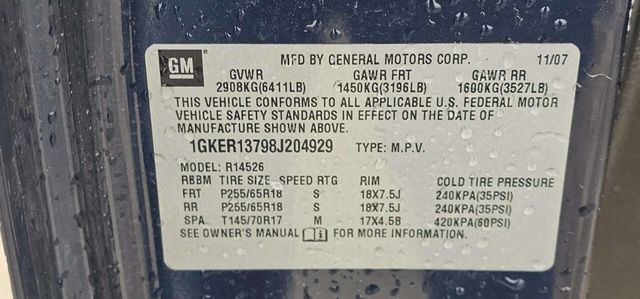 GM MFD BY GENERAL MOTORS CORP. 11/07
GVWR GAWR FRT GAWR RR
2908KG(6411LB) 1450KG(3196LB) 1600KG(3527LB)
THIS VEHICLE CONFORMS TO ALL APPLICABLE U.S. FEDERAL MOTOR
VEHICLE SAFETY STANDARDS IN EFFECT ON THE DATE OF
MANUFACTURE SHOWN ABOVE.
1GKER13798J204929 TYPE: M.P.V.
MODEL: R14526
RBBM TIRE SIZE SPEED RTG RIM COLD TIRE PRESSURE
FRT P255/65R18 S 18X7.5J 240KPA(35PSI)
RR P255/65R18 S 18X7.5J 240KPA(35PSI)
SPA T145/70R17 M 17X4.5B 420KPA(60PSI)
SEE OWNER'S MANUAL i FOR MORE INFORMATION.